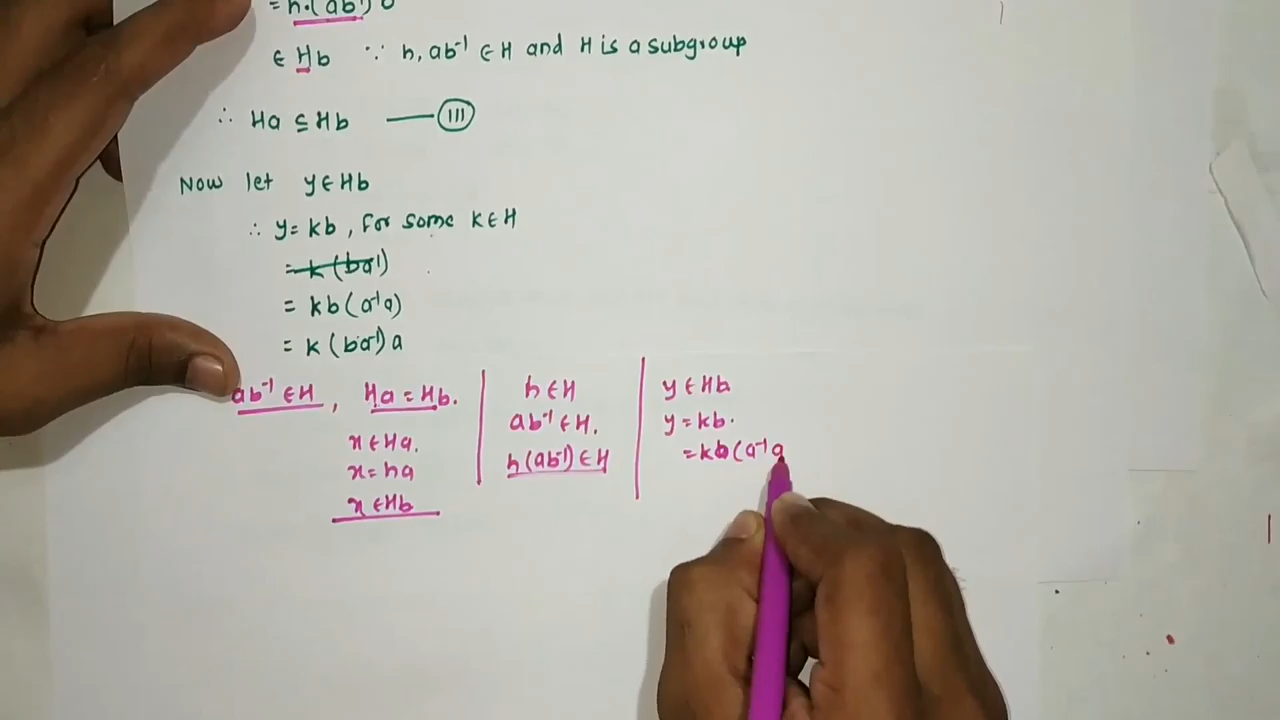 = h·(ab⁻¹) b
∈ Hb ∵ h, ab⁻¹ ∈ H and H is a subgroup
∴ Ha ⊆ Hb —— III
Now let y ∈ Hb
∴ y = kb, for some k ∈ H
= k (ba⁻¹)
= kb (a⁻¹a)
= k (ba⁻¹) a
ab⁻¹ ∈ H, Ha = Hb.
x ∈ Ha.
x = ha
x ∈ Hb
h ∈ H
ab⁻¹ ∈ H.
h (ab⁻¹) ∈ H
y ∈ Hb
y = kb.
= kb (a⁻¹a